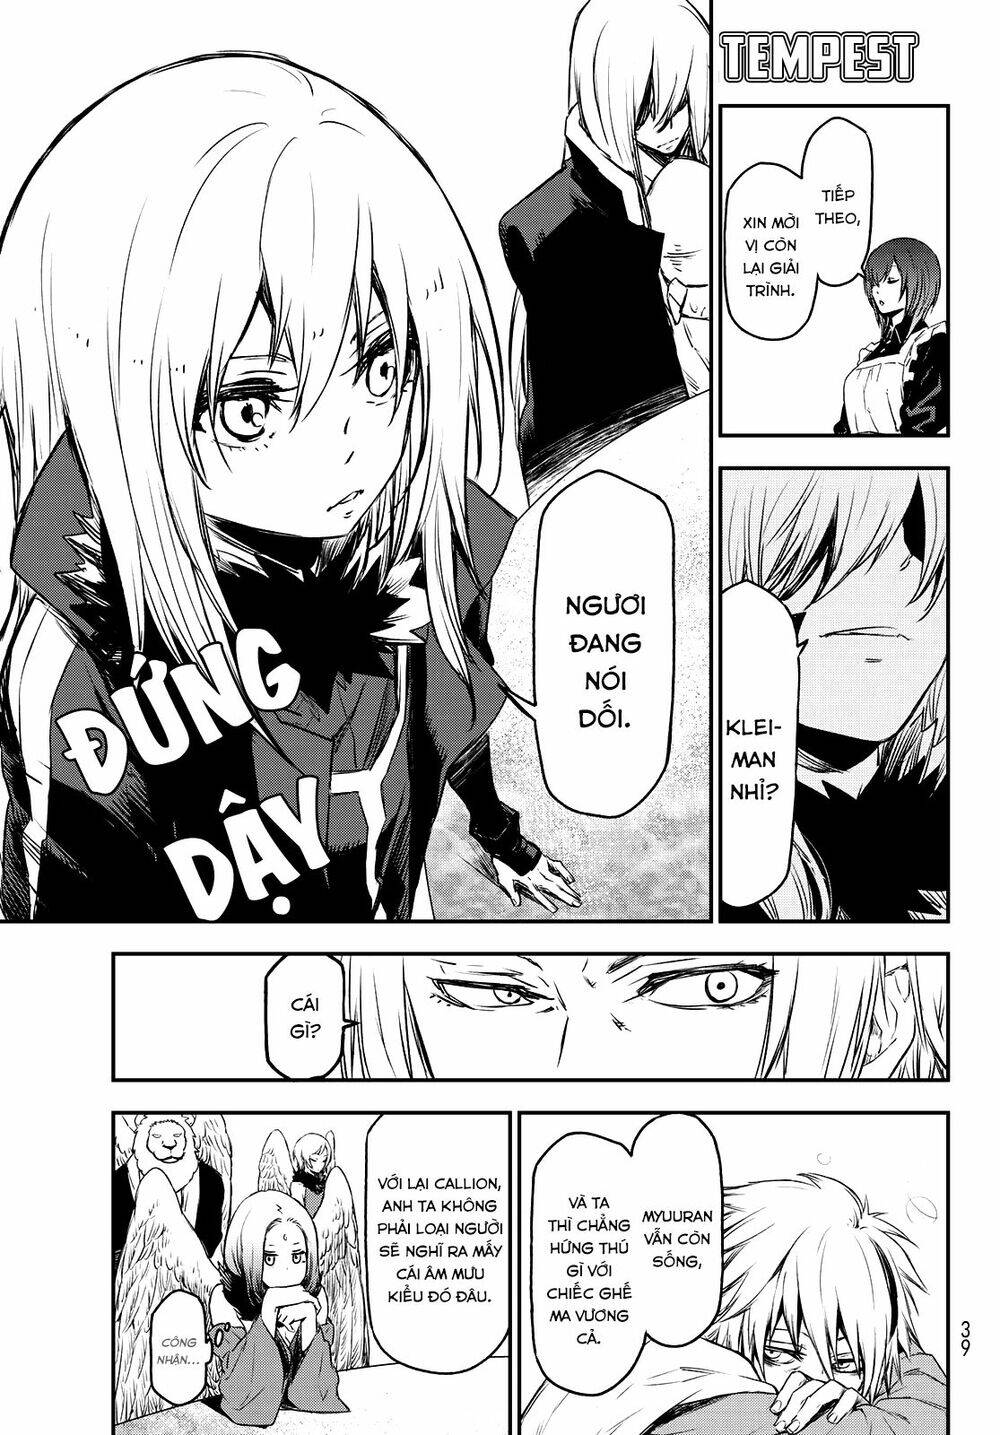 TEMPEST
TIẾP
THEO,
XIN MỜI
VỊ CÒN
LẠI GIẢI
TRÌNH.
KLEI-
MAN
NHỈ?
NGƯƠI
ĐANG
NÓI
DỐI.
ĐỨNG
DẬY
CÁI
GÌ?
MYUURAN
VẪN CÒN
SỐNG,
VÀ TA
THÌ CHẲNG
HỨNG THÚ
GÌ VỚI
CHIẾC GHẾ
MA VƯƠNG
CẢ.
VỚI LẠI CALLION,
ANH TA KHÔNG
PHẢI LOẠI NGƯỜI
SẼ NGHĨ RA MẤY
CÁI ÂM MƯU
KIỂU ĐÓ ĐÂU.
CÔNG
NHẬN...
39